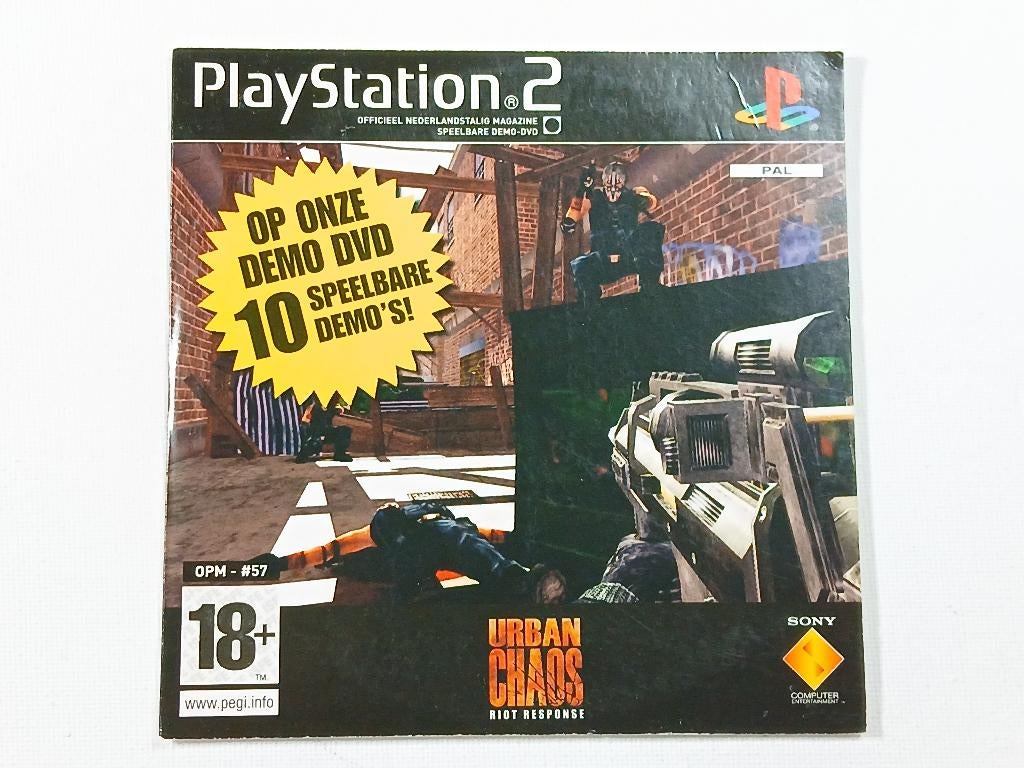 PlayStation®2
OFFICIEEL NEDERLANDSTALIG MAGAZINE
SPEELBARE DEMO-DVD
PAL
OP ONZE
DEMO DVD
10 SPEELBARE
DEMO'S!
OPM - #57
18+
TM
www.pegi.info
URBAN
CHAOS
RIOT RESPONSE
SONY
COMPUTER
ENTERTAINMENT